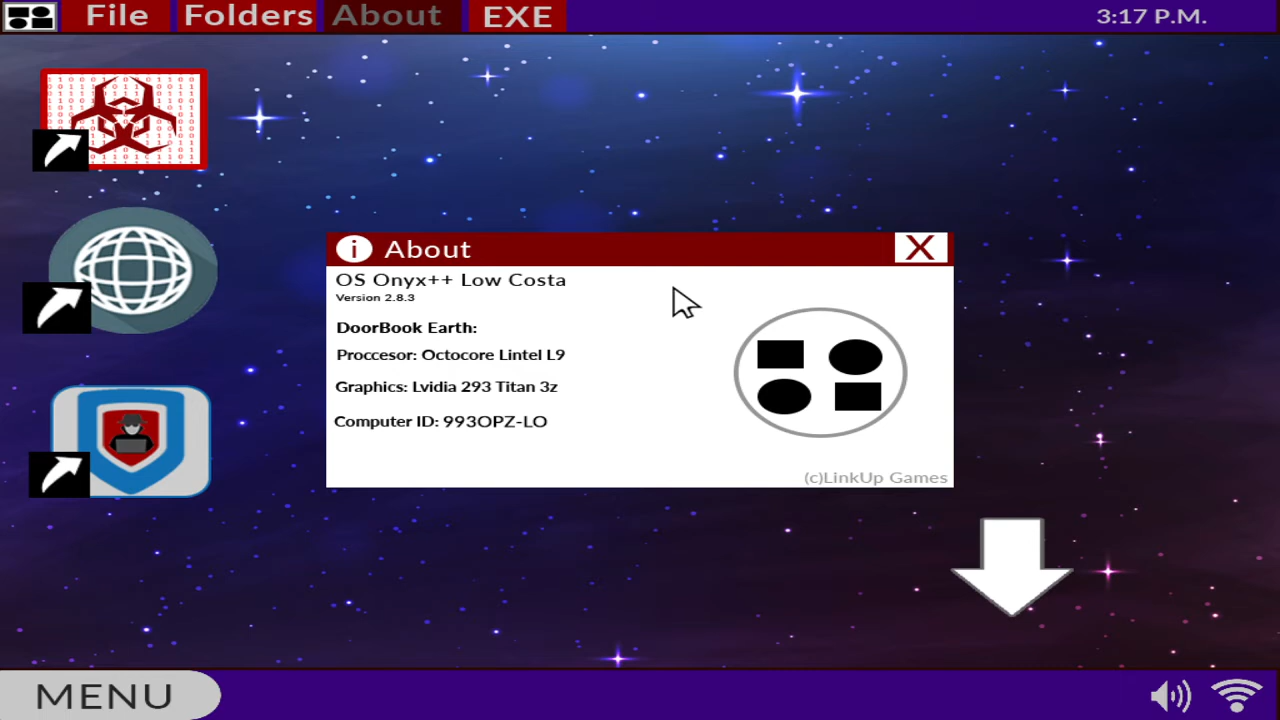 File Folders About EXE 3:17 P.M.
About X
OS Onyx++ Low Costa
Version 2.8.3
DoorBook Earth:
Proccesor: Octocore Lintel L9
Graphics: Lvidia 293 Titan 3z
Computer ID: 993OPZ-LO
(c)LinkUp Games
MENU